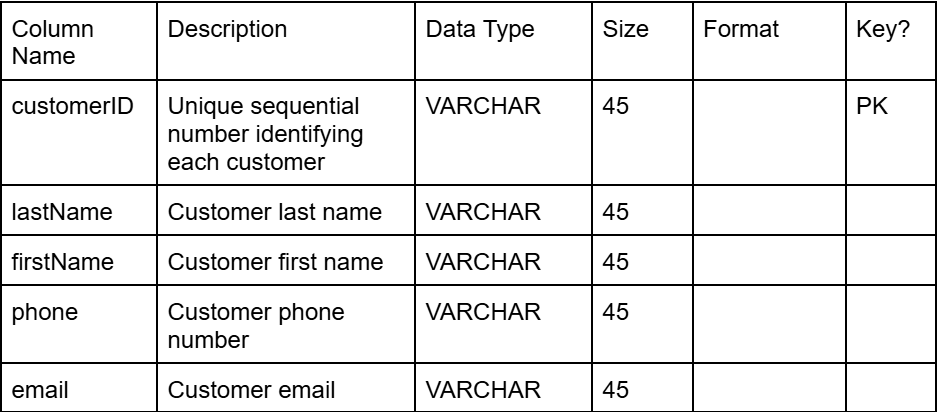 Column Name Description Data Type Size Format Key?
customerID Unique sequential number identifying each customer VARCHAR 45 PK
lastName Customer last name VARCHAR 45
firstName Customer first name VARCHAR 45
phone Customer phone number VARCHAR 45
email Customer email VARCHAR 45